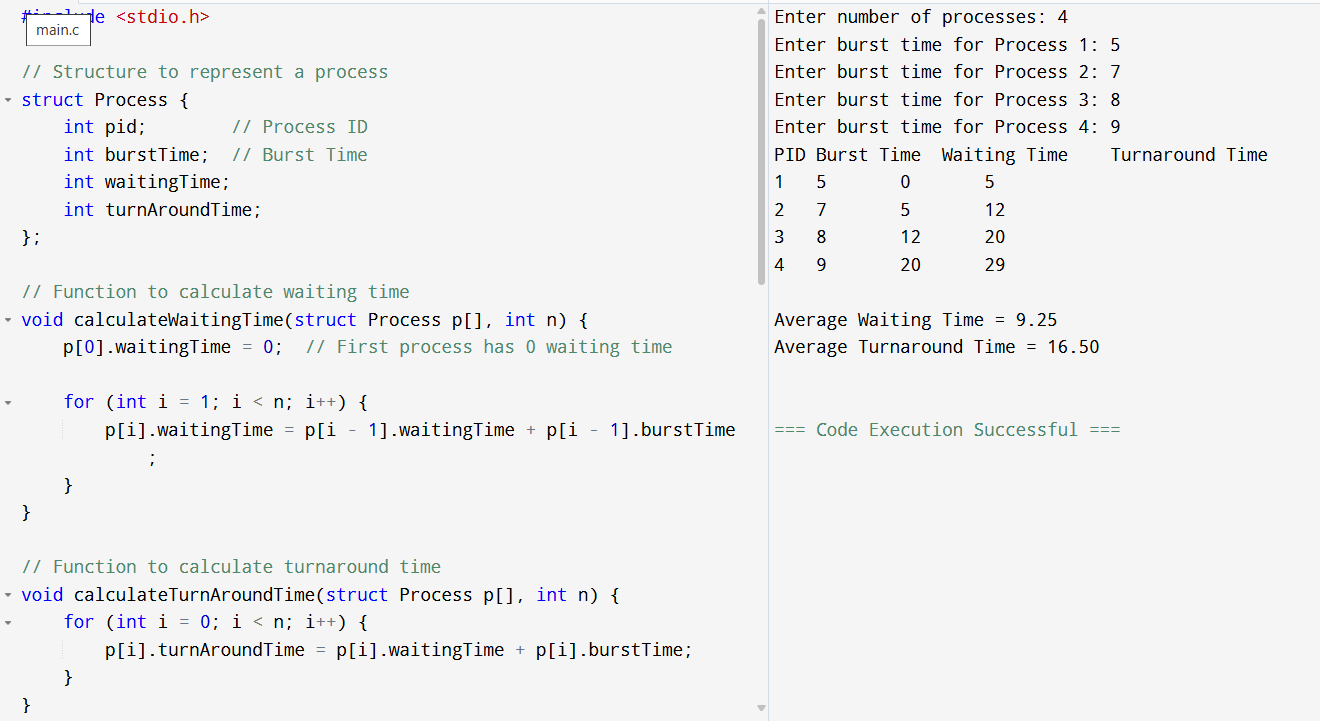 #include <stdio.h>
main.c
// Structure to represent a process
struct Process {
    int pid;        // Process ID
    int burstTime;  // Burst Time
    int waitingTime;
    int turnAroundTime;
};
// Function to calculate waiting time
void calculateWaitingTime(struct Process p[], int n) {
    p[0].waitingTime = 0;  // First process has 0 waiting time
    for (int i = 1; i < n; i++) {
        p[i].waitingTime = p[i - 1].waitingTime + p[i - 1].burstTime
            ;
    }
}
// Function to calculate turnaround time
void calculateTurnAroundTime(struct Process p[], int n) {
    for (int i = 0; i < n; i++) {
        p[i].turnAroundTime = p[i].waitingTime + p[i].burstTime;
    }
}
Enter number of processes: 4
Enter burst time for Process 1: 5
Enter burst time for Process 2: 7
Enter burst time for Process 3: 8
Enter burst time for Process 4: 9
PID Burst Time  Waiting Time    Turnaround Time
1   5       0       5
2   7       5       12
3   8       12      20
4   9       20      29
Average Waiting Time = 9.25
Average Turnaround Time = 16.50
=== Code Execution Successful ===